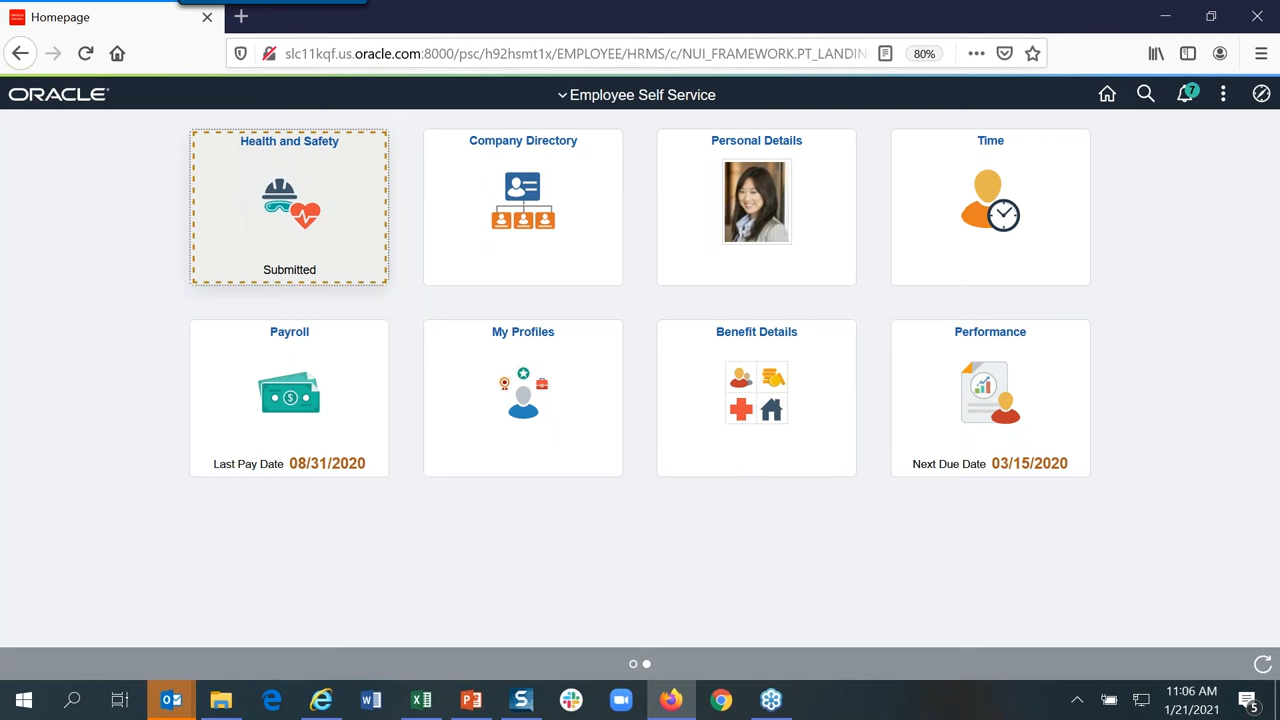 Homepage
slc11kqf.us.oracle.com:8000/psc/h92hsmt1x/EMPLOYEE/HRMS/c/NUI_FRAMEWORK.PT_LANDIN
80%
ORACLE
Employee Self Service
7
Health and Safety
Submitted
Company Directory
Personal Details
Time
Payroll
Last Pay Date 08/31/2020
My Profiles
Benefit Details
Performance
Next Due Date 03/15/2020
11:06 AM
1/21/2021
5